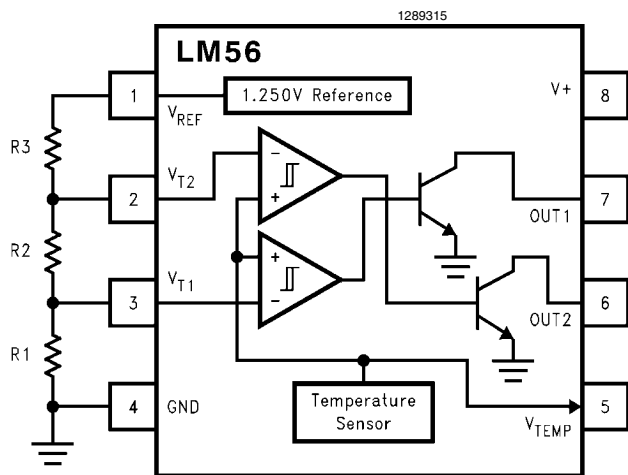 1289315
LM56
1
V_REF
1.250V Reference
V+
8
R3
2
V_T2
−
+
7
OUT1
R2
3
V_T1
+
−
6
OUT2
R1
4
GND
Temperature
Sensor
V_TEMP
5